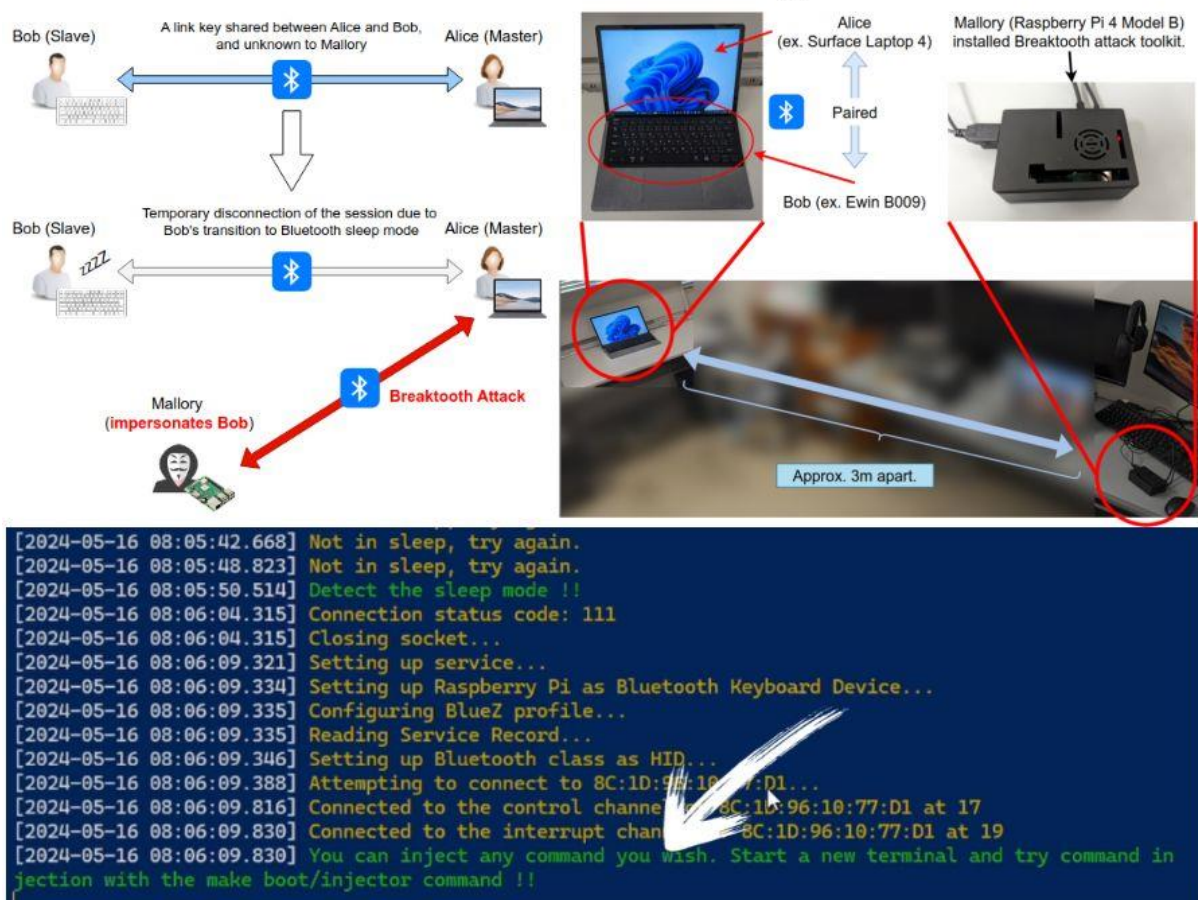 Bob (Slave)
A link key shared between Alice and Bob,
and unknown to Mallory
Alice (Master)
Bob (Slave)
Temporary disconnection of the session due to
Bob's transition to Bluetooth sleep mode
Alice (Master)
zzzZ
Mallory
(impersonates Bob)
Breaktooth Attack
Alice
(ex. Surface Laptop 4)
Paired
Bob (ex. Ewin B009)
Mallory (Raspberry Pi 4 Model B)
installed Breaktooth attack toolkit.
Approx. 3m apart.
[2024-05-16 08:05:42.668] Not in sleep, try again.
[2024-05-16 08:05:48.823] Not in sleep, try again.
[2024-05-16 08:05:50.514] Detect the sleep mode !!
[2024-05-16 08:06:04.315] Connection status code: 111
[2024-05-16 08:06:04.315] Closing socket...
[2024-05-16 08:06:09.321] Setting up service...
[2024-05-16 08:06:09.334] Setting up Raspberry Pi as Bluetooth Keyboard Device...
[2024-05-16 08:06:09.335] Configuring BlueZ profile...
[2024-05-16 08:06:09.335] Reading Service Record...
[2024-05-16 08:06:09.346] Setting up Bluetooth class as HID...
[2024-05-16 08:06:09.388] Attempting to connect to
[2024-05-16 08:06:09.816] Connected to the control 8C:1D:96:10:77:D1 at 17
[2024-05-16 08:06:09.830] Connected to the interrupt 8C:1D:96:10:77:D1 at 19
[2024-05-16 08:06:09.830] You can inject any command you wish. Start a new terminal and try command in
jection with the make boot/injector command !!